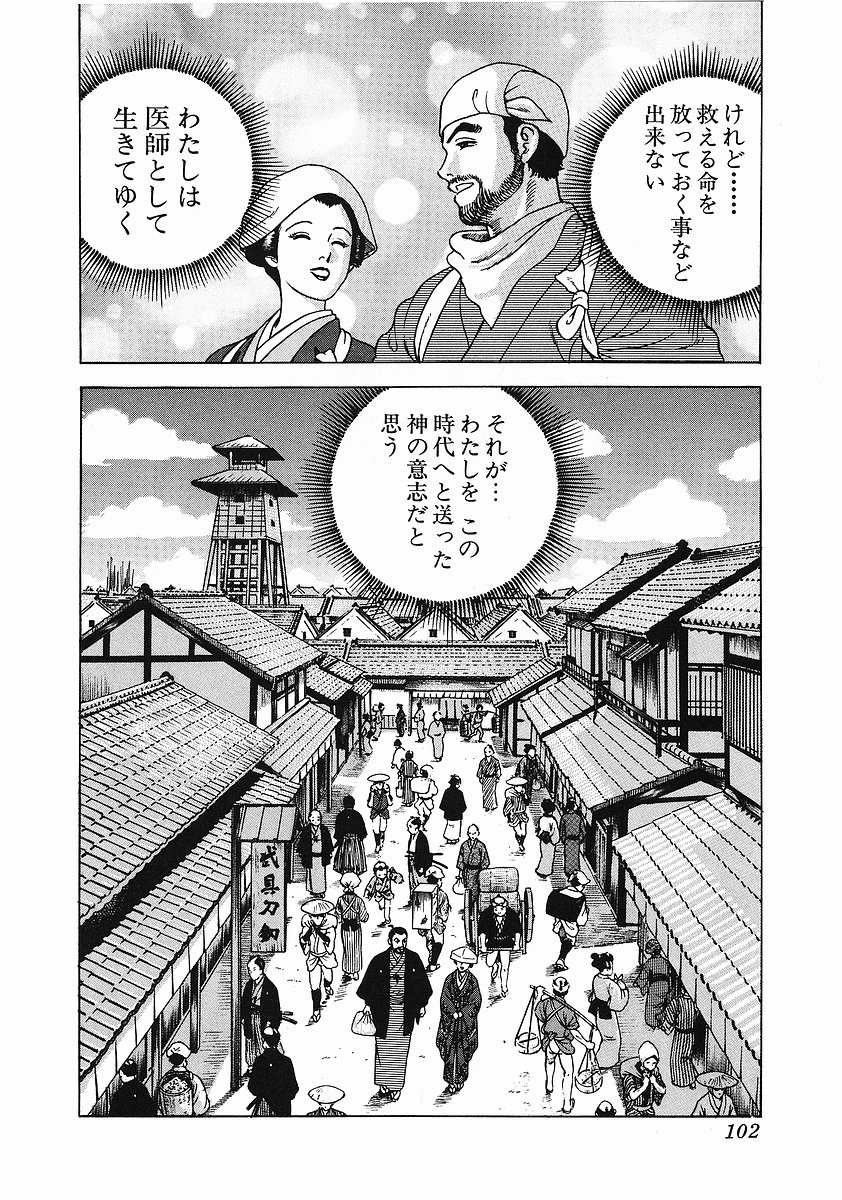 けれど……
救える命を
放っておく事など
出来ない
わたしは
医師として
生きてゆく
それが…
わたしを この
時代へと送った
神の意志だと
思う
武具刀剣
102